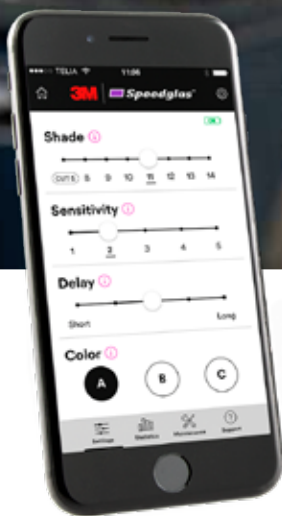 TELIA 11:06
3M Speedglas
ON
Shade
CUT 5 8 9 10 11 12 13 14
Sensitivity
1 2 3 4 5
Delay
Short Long
Color
A B C
Settings Statistics Maintenance Support